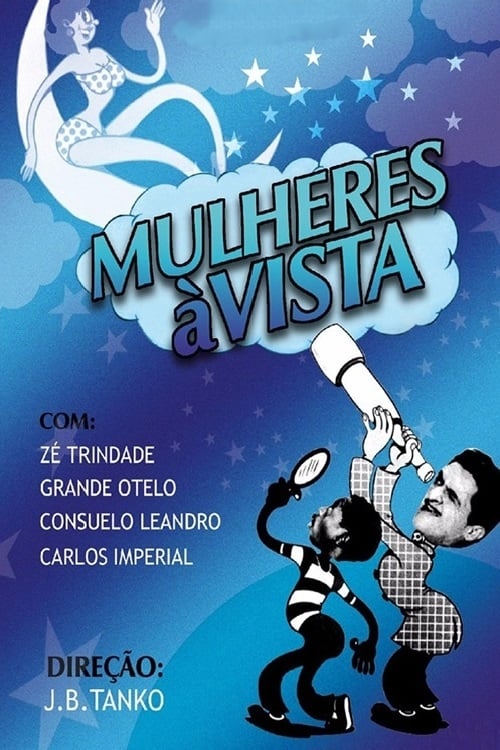 MULHERES
àVISTA
COM:
ZÉ TRINDADE
GRANDE OTELO
CONSUELO LEANDRO
CARLOS IMPERIAL
DIREÇÃO:
J.B.TANKO